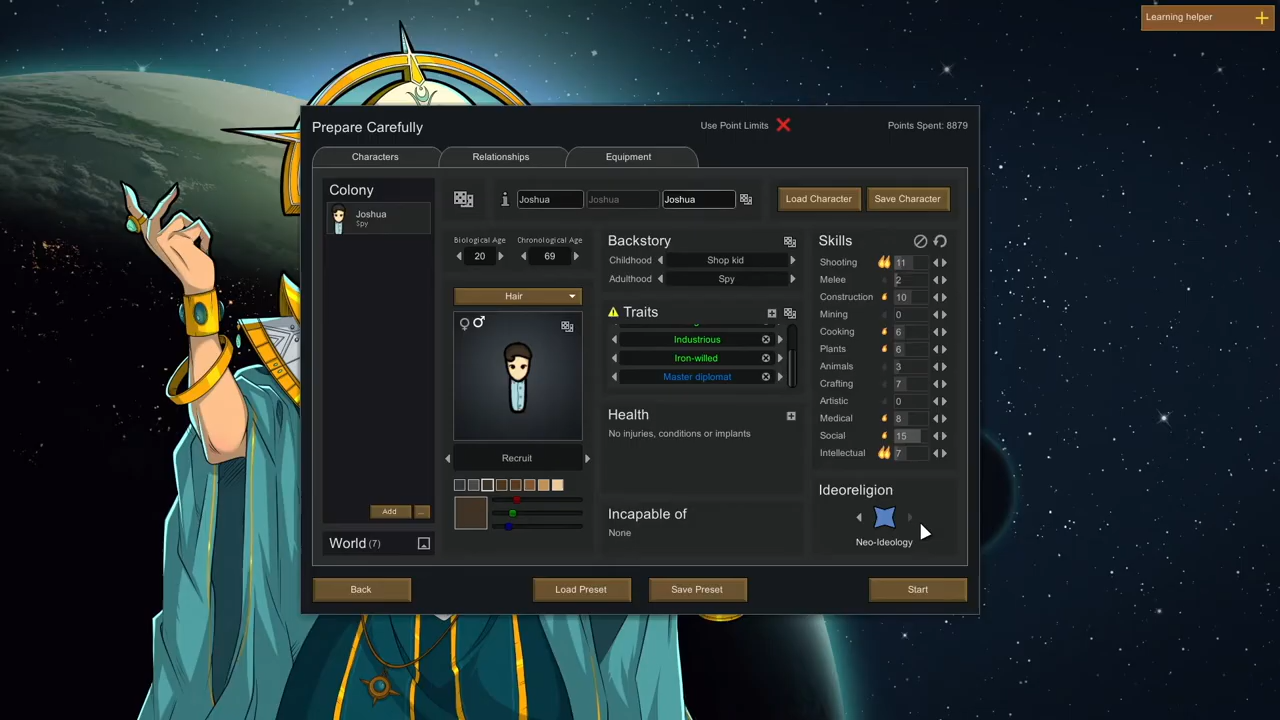 Learning helper
Prepare Carefully
Use Point Limits
Points Spent: 8879
Characters
Relationships
Equipment
Colony
Joshua
Spy
Add
...
World (7)
Joshua
Joshua
Joshua
Load Character
Save Character
Biological Age
Chronological Age
20
69
Hair
Recruit
Backstory
Childhood
Shop kid
Adulthood
Spy
Traits
Industrious
Iron-willed
Master diplomat
Health
No injuries, conditions or implants
Incapable of
None
Skills
Shooting 11
Melee 2
Construction 10
Mining 0
Cooking 6
Plants 6
Animals 3
Crafting 7
Artistic 0
Medical 8
Social 15
Intellectual 7
Ideoreligion
Neo-Ideology
Back
Load Preset
Save Preset
Start